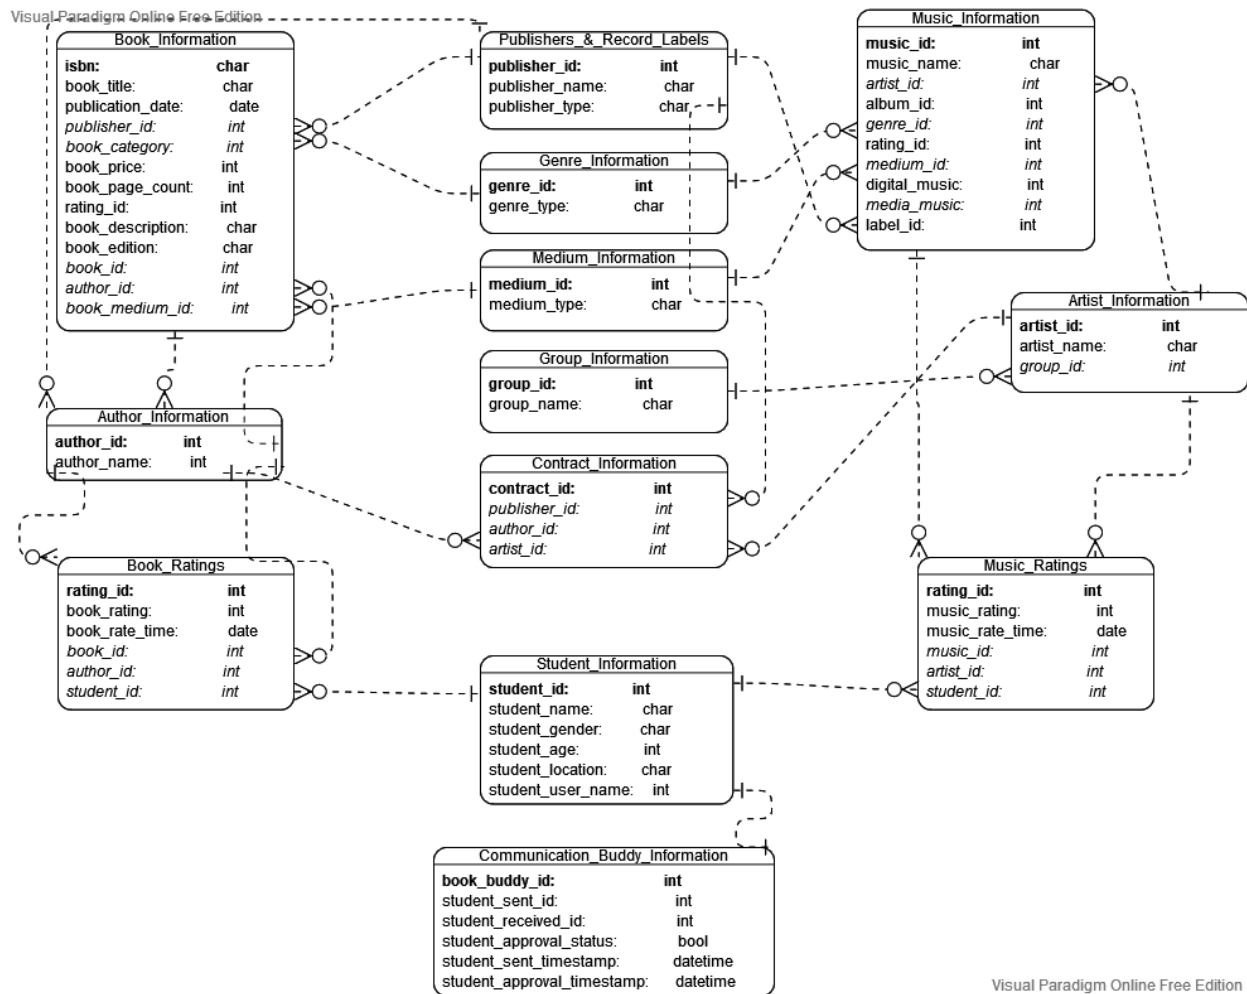 Visual Paradigm Online Free Edition
Book_Information
isbn: char
book_title: char
publication_date: date
publisher_id: int
book_category: int
book_price: int
book_page_count: int
rating_id: int
book_description: char
book_edition: char
book_id: int
author_id: int
book_medium_id: int
Publishers_&_Record_Labels
publisher_id: int
publisher_name: char
publisher_type: char
Music_Information
music_id: int
music_name: char
artist_id: int
album_id: int
genre_id: int
rating_id: int
medium_id: int
digital_music: int
media_music: int
label_id: int
Genre_Information
genre_id: int
genre_type: char
Medium_Information
medium_id: int
medium_type: char
Artist_Information
artist_id: int
artist_name: char
group_id: int
Group_Information
group_id: int
group_name: char
Author_Information
author_id: int
author_name: int
Contract_Information
contract_id: int
publisher_id: int
author_id: int
artist_id: int
Book_Ratings
rating_id: int
book_rating: int
book_rate_time: date
book_id: int
author_id: int
student_id: int
Music_Ratings
rating_id: int
music_rating: int
music_rate_time: date
music_id: int
artist_id: int
student_id: int
Student_Information
student_id: int
student_name: char
student_gender: char
student_age: int
student_location: char
student_user_name: int
Communication_Buddy_Information
book_buddy_id: int
student_sent_id: int
student_received_id: int
student_approval_status: bool
student_sent_timestamp: datetime
student_approval_timestamp: datetime
Visual Paradigm Online Free Edition